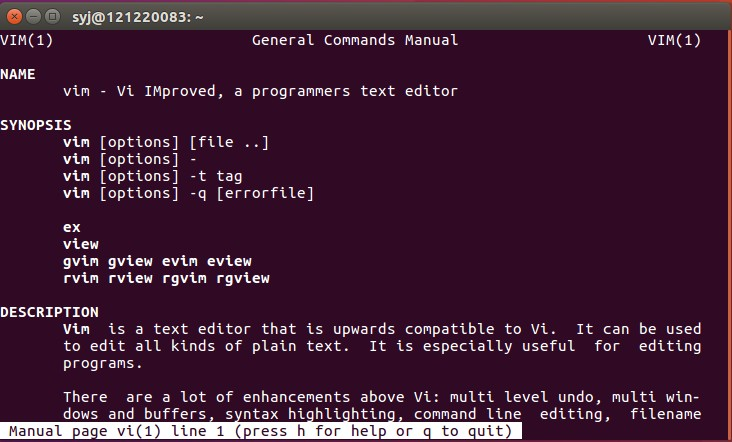 syj@121220083: ~
VIM(1)                       General Commands Manual                      VIM(1)
NAME
       vim - Vi IMproved, a programmers text editor
SYNOPSIS
       vim [options] [file ..]
       vim [options] -
       vim [options] -t tag
       vim [options] -q [errorfile]
       ex
       view
       gvim gview evim eview
       rvim rview rgvim rgview
DESCRIPTION
       Vim  is a text editor that is upwards compatible to Vi.  It can be used
       to edit all kinds of plain text.  It is especially useful  for  editing
       programs.
       There  are a lot of enhancements above Vi: multi level undo, multi win-
       dows and buffers, syntax highlighting, command line  editing,  filename
 Manual page vi(1) line 1 (press h for help or q to quit)